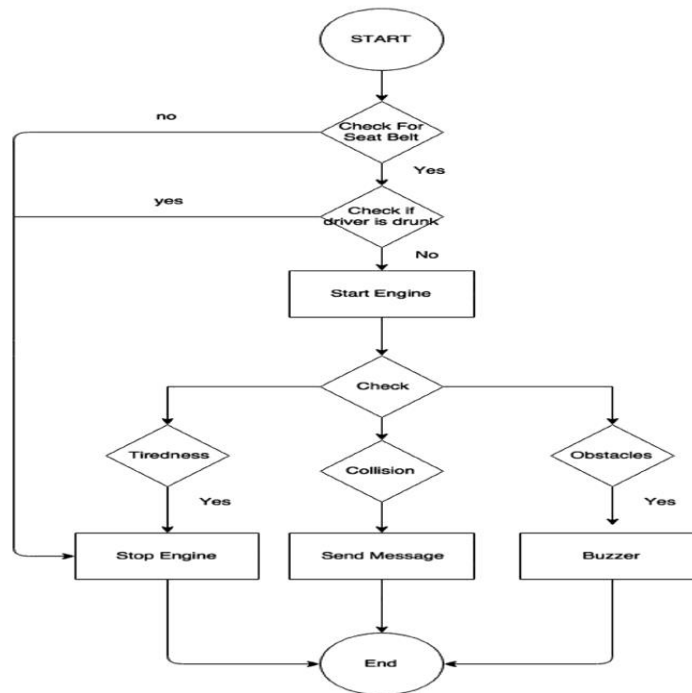 START
no
Check For
Seat Belt
Yes
yes
Check if
driver is drunk
No
Start Engine
Check
Tiredness
Collision
Obstacles
Yes
Yes
Stop Engine
Send Message
Buzzer
End